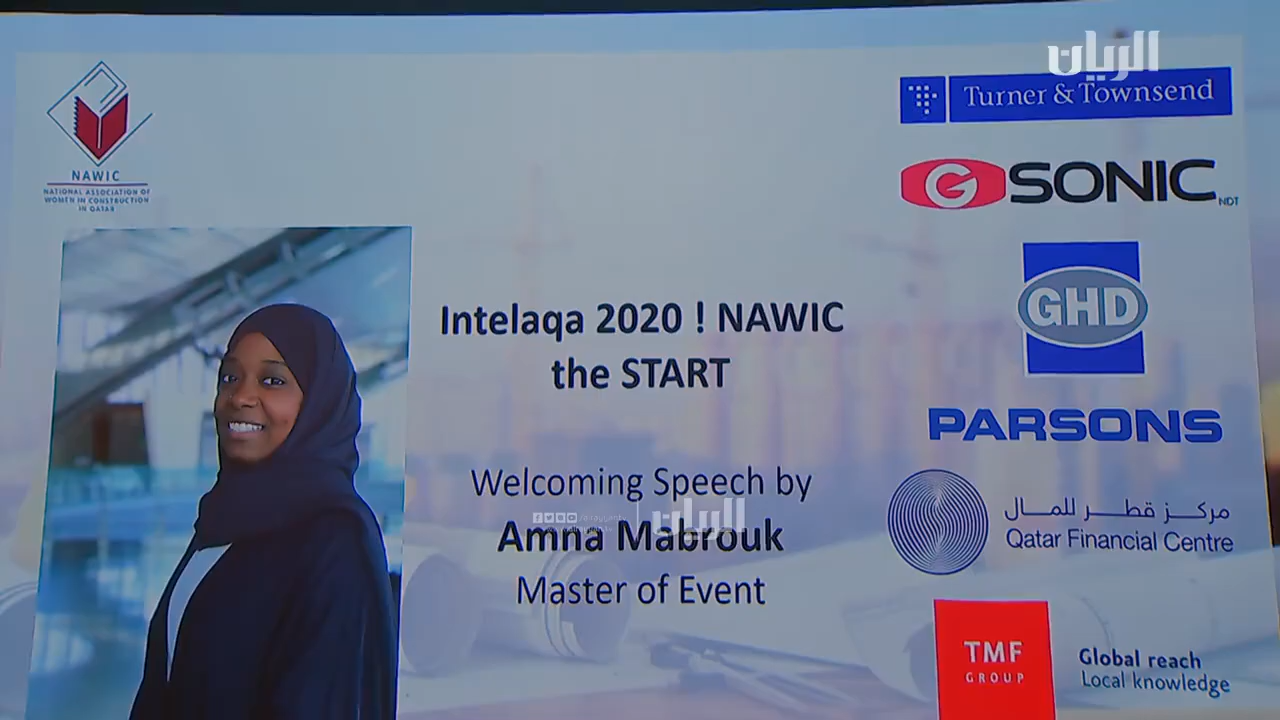 الريان
NAWIC
NATIONAL ASSOCIATION OF
WOMEN IN CONSTRUCTION
IN QATAR
Turner & Townsend
G SONIC
NDT
GHD
PARSONS
مركز قطر للمال
Qatar Financial Centre
TMF
GROUP
Global reach
Local knowledge
Intelaqa 2020 ! NAWIC
the START
Welcoming Speech by
الريان
Amna Mabrouk
Master of Event